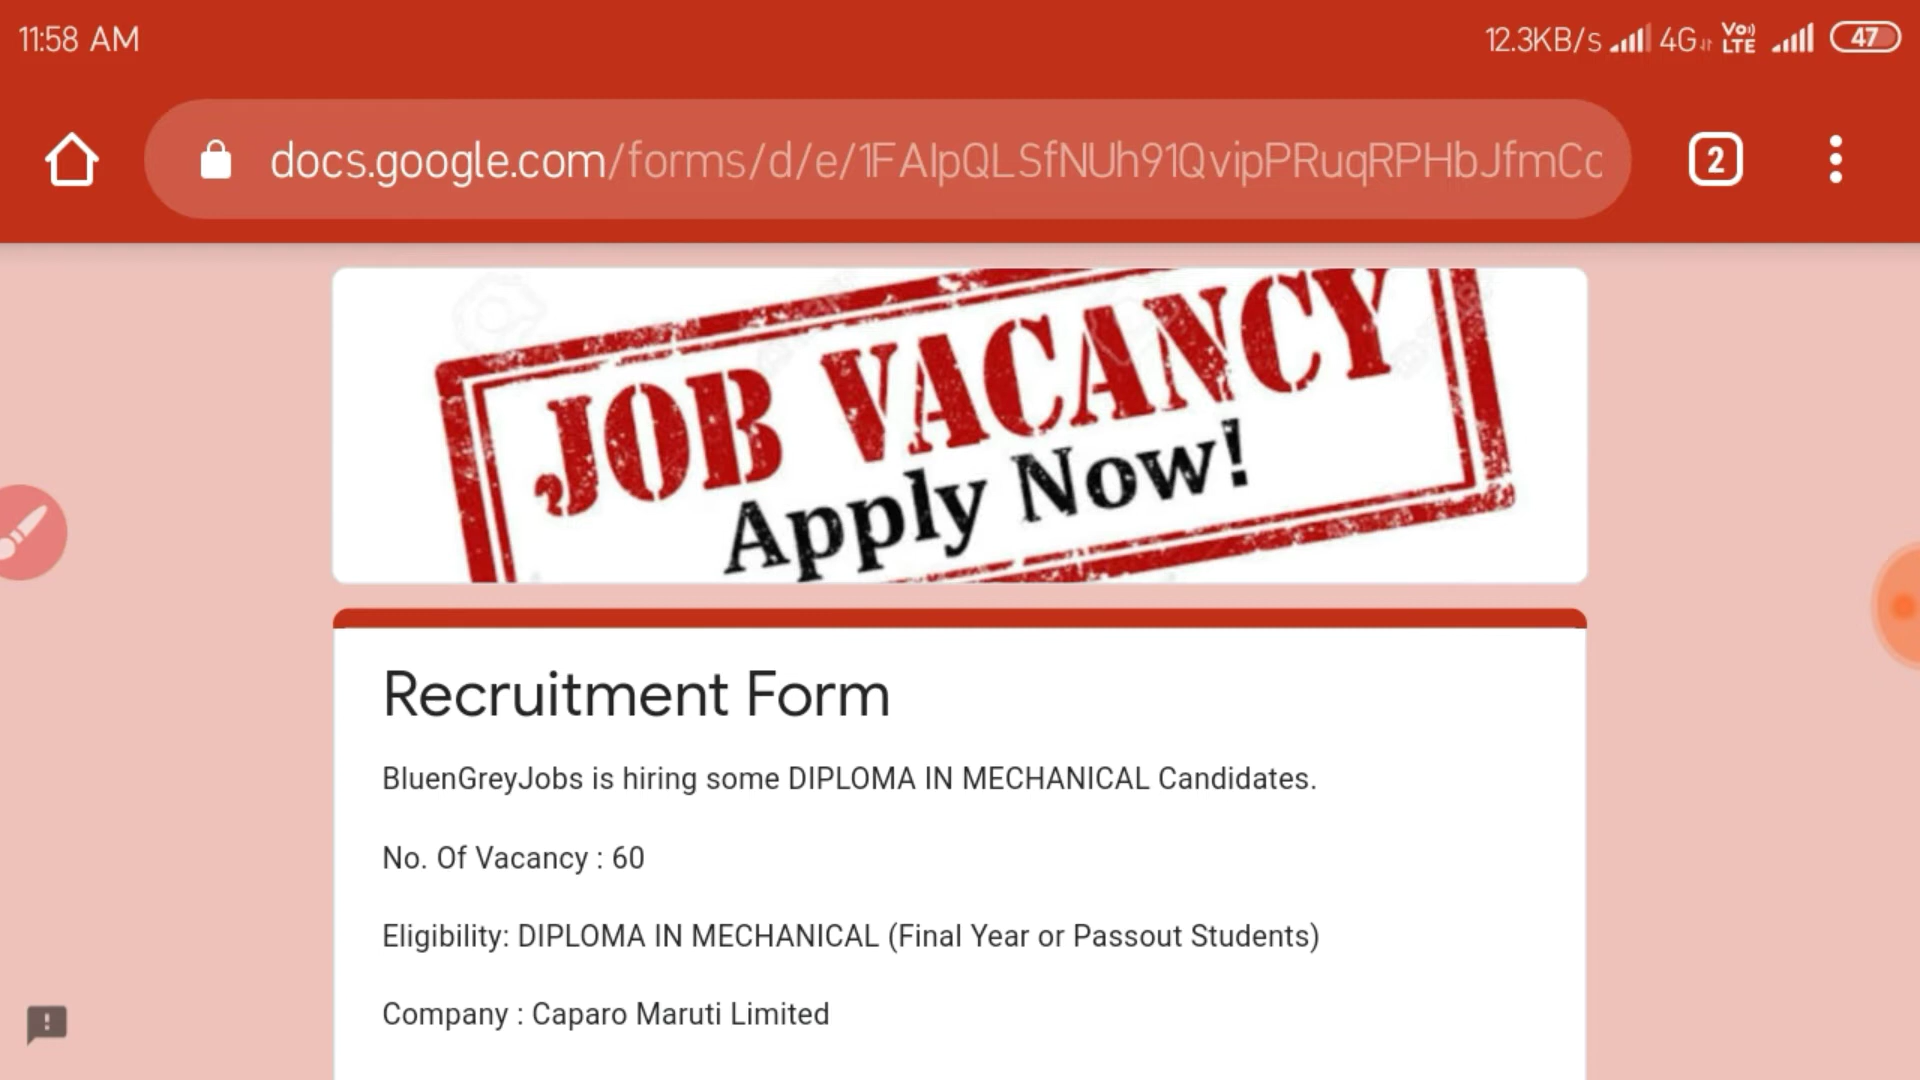 11:58 AM
12.3KB/s 4G Vo)) LTE 47
docs.google.com/forms/d/e/1FAIpQLSfNUh91QvipPRuqRPHbJfmCc
2
JOB VACANCY
Apply Now!
Recruitment Form
BluenGreyJobs is hiring some DIPLOMA IN MECHANICAL Candidates.
No. Of Vacancy : 60
Eligibility: DIPLOMA IN MECHANICAL (Final Year or Passout Students)
Company : Caparo Maruti Limited